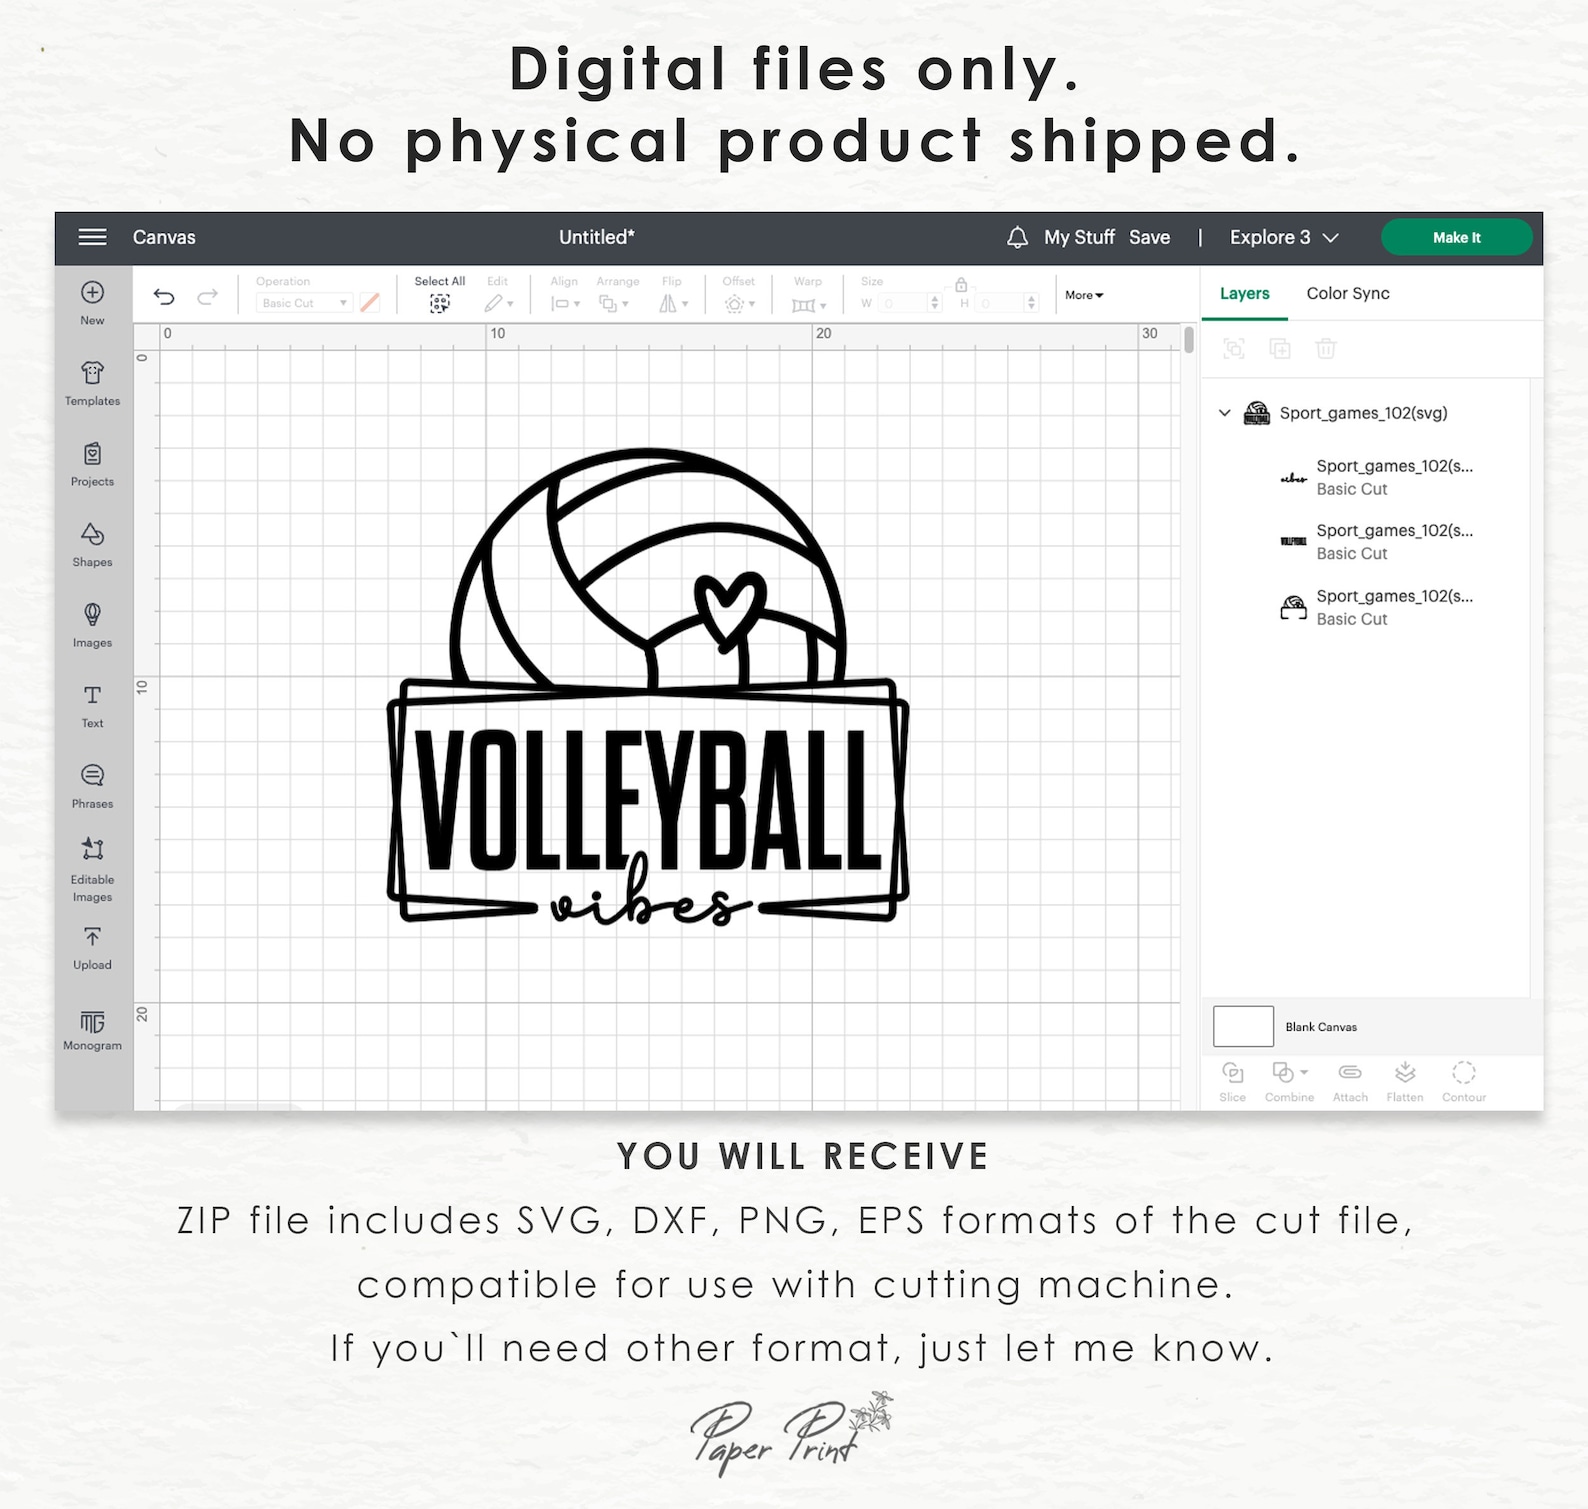 Digital files only.
No physical product shipped.
Canvas
Untitled*
My Stuff Save | Explore 3
Make It
New
Templates
Projects
Shapes
Images
Text
Phrases
Editable
Images
Upload
Monogram
Operation
Basic Cut
Select All
Edit
Align
Arrange
Flip
Offset
Warp
Size
W 0
H 0
More
0 10 20 30
0
10
20
VOLLEYBALL
vibes
Layers
Color Sync
Sport_games_102(svg)
vibes
Sport_games_102(s...
Basic Cut
VOLLEYBALL
Sport_games_102(s...
Basic Cut
Sport_games_102(s...
Basic Cut
Blank Canvas
Slice
Combine
Attach
Flatten
Contour
YOU WILL RECEIVE
ZIP file includes SVG, DXF, PNG, EPS formats of the cut file,
compatible for use with cutting machine.
If you`ll need other format, just let me know.
Paper Print